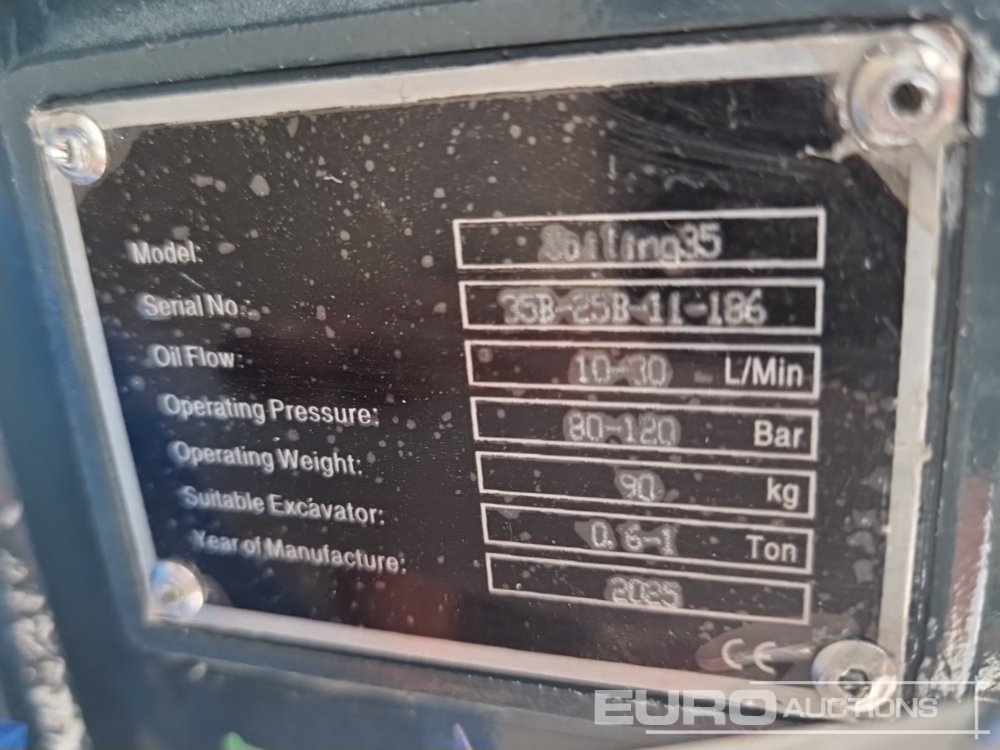 Model: Boiling35
Serial No.: 35B-25B-11-186
Oil Flow: 10-30 L/Min
Operating Pressure: 80-120 Bar
Operating Weight: 90 kg
Suitable Excavator: 0.6-1 Ton
Year of Manufacture: 2025
CE
EURO AUCTIONS